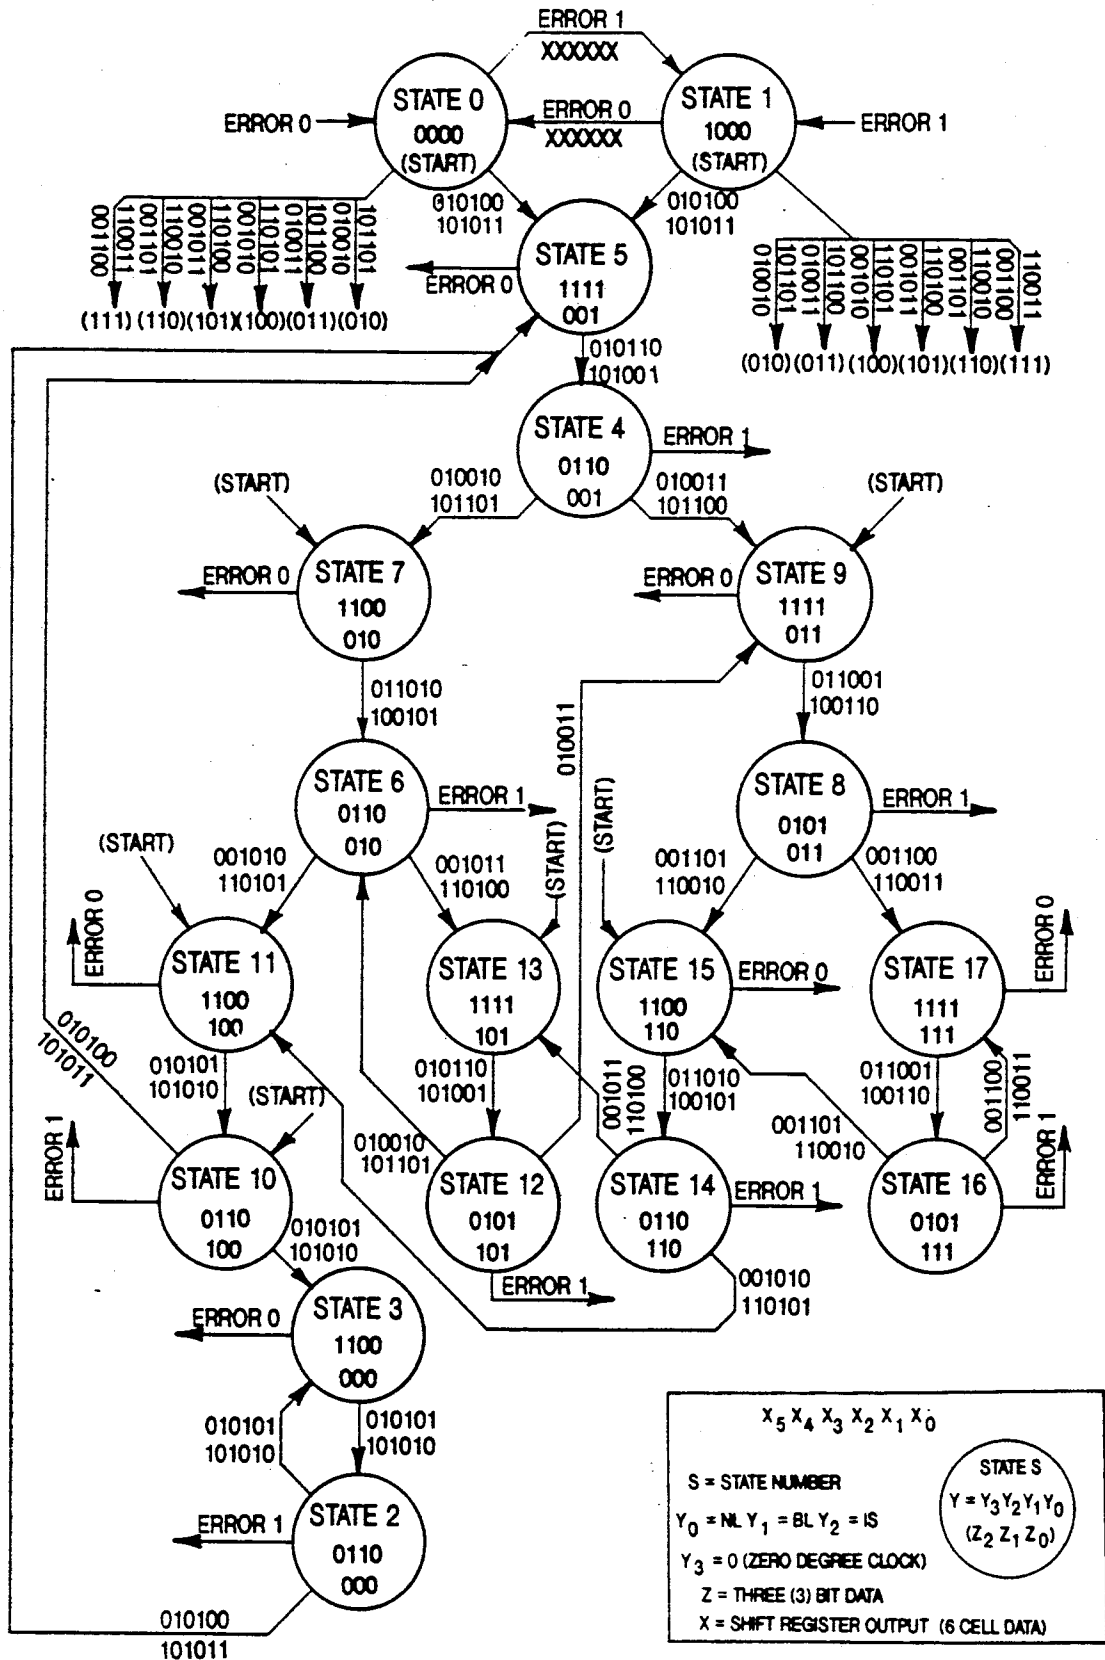 ERROR 1
XXXXXX
STATE 0
0000
(START)
STATE 1
1000
(START)
ERROR 0
XXXXXX
ERROR 0
ERROR 1
010100
101011
010100
101011
001100
110011
001101
110010
001011
110100
001010
110101
010011
101100
010010
101101
(111) (110) (101) (100) (011) (010)
010010
101101
010011
101100
001010
110101
001011
110100
001101
110010
001100
110011
(010) (011) (100) (101) (110) (111)
STATE 5
1111
001
ERROR 0
010110
101001
STATE 4
0110
001
ERROR 1
010010
101101
010011
101100
(START)
(START)
STATE 7
1100
010
ERROR 0
STATE 9
1111
011
ERROR 0
011010
100101
011001
100110
010011
STATE 6
0110
010
ERROR 1
STATE 8
0101
011
ERROR 1
(START)
(START)
(START)
001010
110101
001011
110100
001101
110010
001100
110011
STATE 11
1100
100
ERROR 0
STATE 13
1111
101
STATE 15
1100
110
ERROR 0
STATE 17
1111
111
ERROR 0
010100
101011
010101
101010
(START)
010110
101001
001011
110100
011010
100101
011001
100110
001100
110011
010010
101101
001101
110010
ERROR 1
STATE 10
0110
100
STATE 12
0101
101
ERROR 1
STATE 14
0110
110
ERROR 1
STATE 16
0101
111
ERROR 1
010101
101010
001010
110101
STATE 3
1100
000
ERROR 0
010101
101010
010101
101010
STATE 2
0110
000
ERROR 1
010100
101011
X5 X4 X3 X2 X1 X0
S = STATE NUMBER
Y0 = NL Y1 = BL Y2 = IS
Y3 = 0 (ZERO DEGREE CLOCK)
Z = THREE (3) BIT DATA
X = SHIFT REGISTER OUTPUT (6 CELL DATA)
STATE S
Y = Y3 Y2 Y1 Y0
(Z2 Z1 Z0)